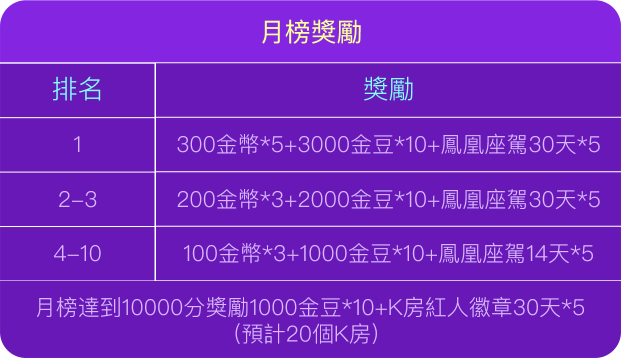 月榜獎勵
排名 獎勵
1 300金幣*5+3000金豆*10+鳳凰座駕30天*5
2-3 200金幣*3+2000金豆*10+鳳凰座駕30天*5
4-10 100金幣*3+1000金豆*10+鳳凰座駕14天*5
月榜達到10000分獎勵1000金豆*10+K房紅人徽章30天*5
（預計20個K房）